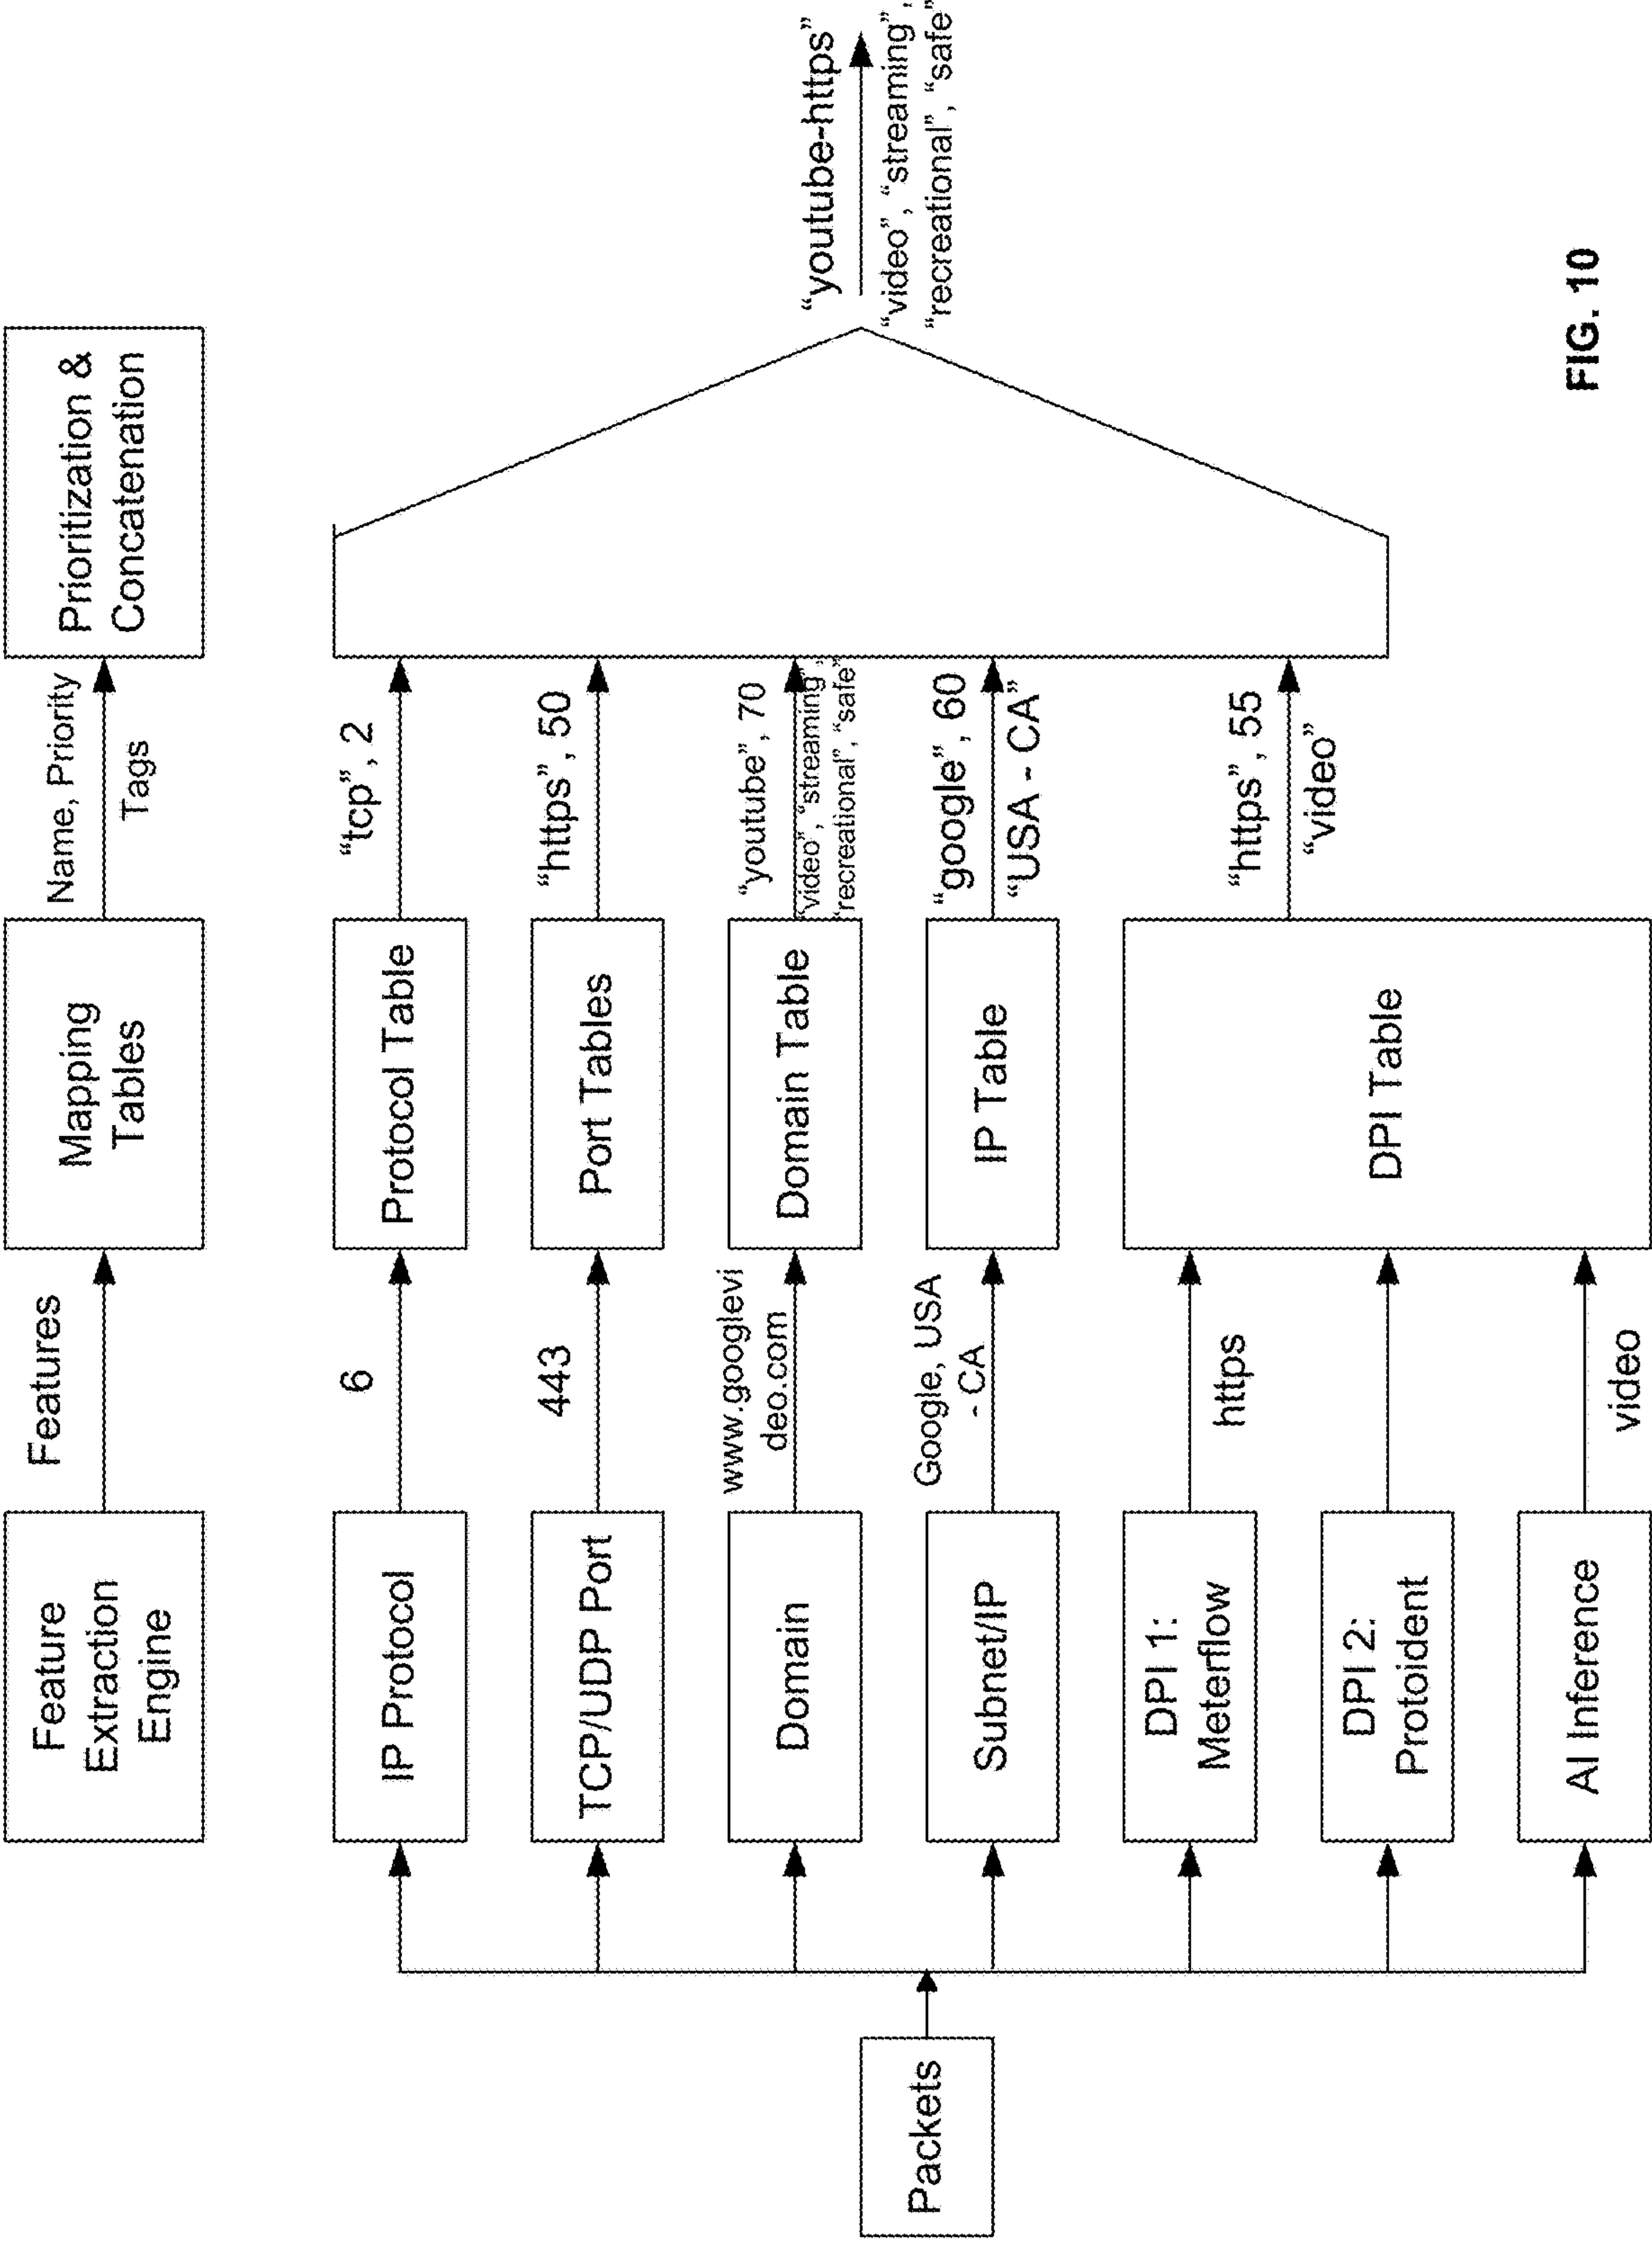 Feature
Extraction
Engine
Features
Mapping
Tables
Name, Priority
Tags
Prioritization &
Concatenation
Packets
IP Protocol
6
Protocol Table
“tcp”, 2
TCP/UDP Port
443
Port Tables
“https”, 50
Domain
www.googlevi
deo.com
Domain Table
“youtube”, 70
“video”, “streaming”,
“recreational”, “safe”
Subnet/IP
Google, USA
- CA
IP Table
“google”, 60
“USA - CA”
DPI 1:
Meterflow
https
DPI 2:
Protoident
AI Inference
video
DPI Table
“https”, 55
“video”
“youtube-https”
“video”, “streaming”,
“recreational”, “safe”
FIG. 10